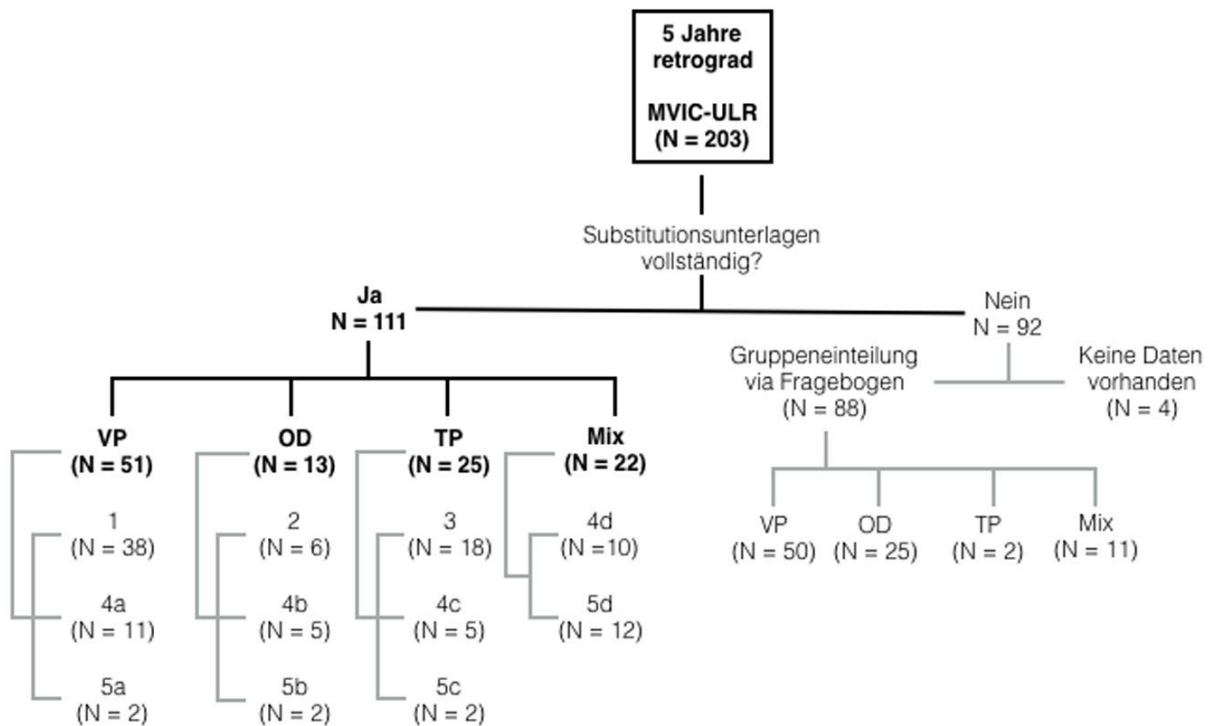 5 Jahre
retrograd
MVIC-ULR
(N = 203)
Substitutionsunterlagen
vollständig?
Ja
N = 111
Nein
N = 92
Gruppeneinteilung
via Fragebogen
(N = 88)
Keine Daten
vorhanden
(N = 4)
VP
(N = 51)
OD
(N = 13)
TP
(N = 25)
Mix
(N = 22)
1
(N = 38)
2
(N = 6)
3
(N = 18)
4d
(N =10)
4a
(N = 11)
4b
(N = 5)
4c
(N = 5)
5d
(N = 12)
5a
(N = 2)
5b
(N = 2)
5c
(N = 2)
VP
(N = 50)
OD
(N = 25)
TP
(N = 2)
Mix
(N = 11)